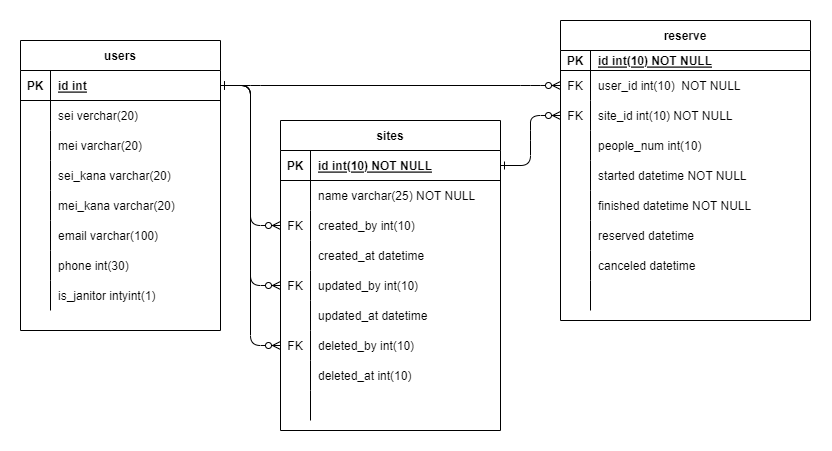 users
PK id int
sei verchar(20)
mei varchar(20)
sei_kana varchar(20)
mei_kana varchar(20)
email varchar(100)
phone int(30)
is_janitor intyint(1)
sites
PK id int(10) NOT NULL
name varchar(25) NOT NULL
FK created_by int(10)
created_at datetime
FK updated_by int(10)
updated_at datetime
FK deleted_by int(10)
deleted_at int(10)
reserve
PK id int(10) NOT NULL
FK user_id int(10) NOT NULL
FK site_id int(10) NOT NULL
people_num int(10)
started datetime NOT NULL
finished datetime NOT NULL
reserved datetime
canceled datetime